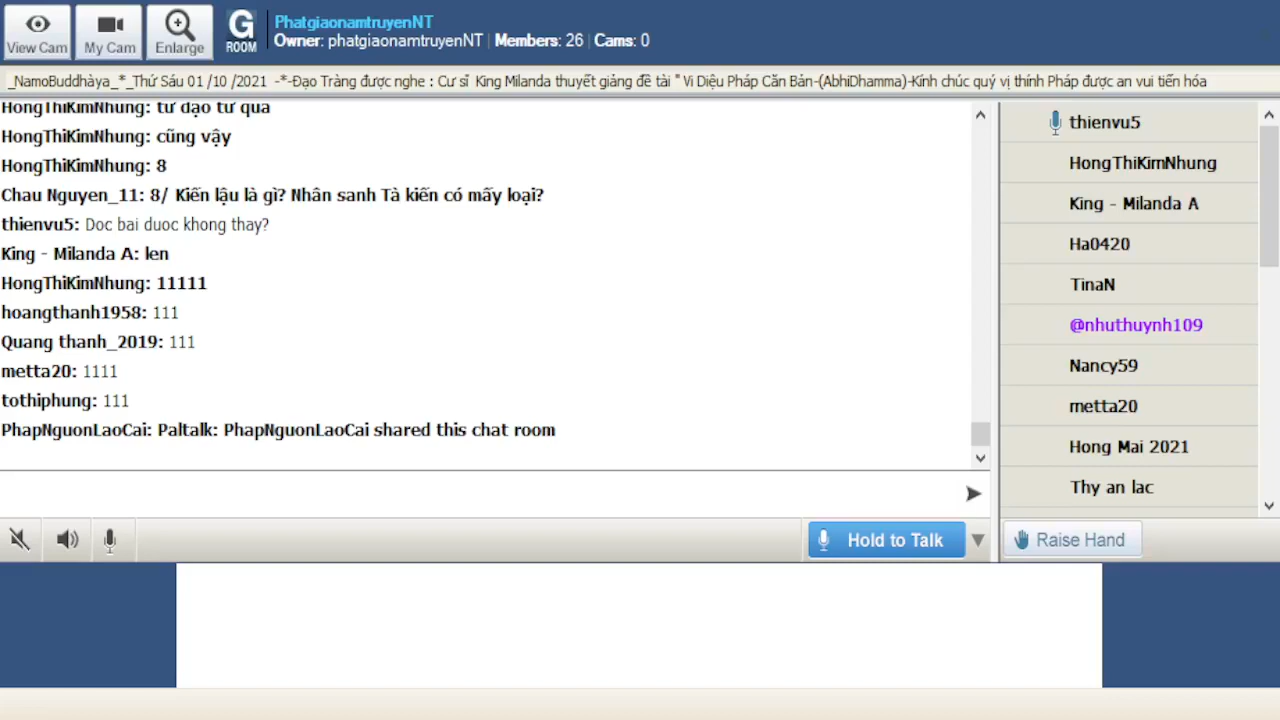 View Cam
My Cam
Enlarge
G
ROOM
PhatgiaonamtruyenNT
Owner: phatgiaonamtruyenNT | Members: 26 | Cams: 0
_NamoBuddhàya_*_Thứ Sáu 01 /10 /2021 -*-Đạo Tràng được nghe : Cư sĩ King Milanda thuyết giảng đề tài " Vi Diệu Pháp Căn Bản-(AbhiDhamma)-Kính chúc quý vị thính Pháp được an vui tiến hóa
HongThiKimNhung: tư dạo tư qua
HongThiKimNhung: cũng vậy
HongThiKimNhung: 8
Chau Nguyen_11: 8/ Kiến lậu là gì? Nhân sanh Tà kiến có mấy loại?
thienvu5: Doc bai duoc khong thay?
King - Milanda A: len
HongThiKimNhung: 11111
hoangthanh1958: 111
Quang thanh_2019: 111
metta20: 1111
tothiphung: 111
PhapNguonLaoCai: Paltalk: PhapNguonLaoCai shared this chat room
Hold to Talk
thienvu5
HongThiKimNhung
King - Milanda A
Ha0420
TinaN
@nhuthuynh109
Nancy59
metta20
Hong Mai 2021
Thy an lac
Raise Hand